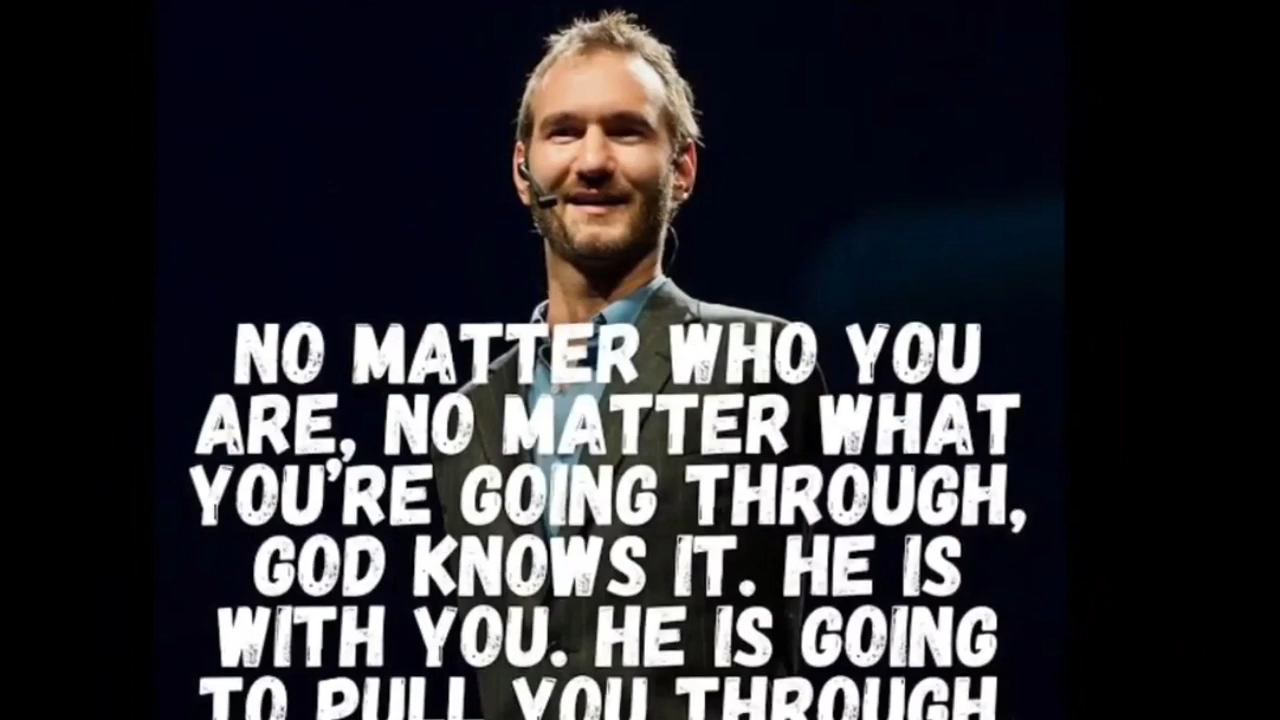 NO MATTER WHO YOU
ARE, NO MATTER WHAT
YOU'RE GOING THROUGH,
GOD KNOWS IT. HE IS
WITH YOU. HE IS GOING
TO PULL YOU THROUGH